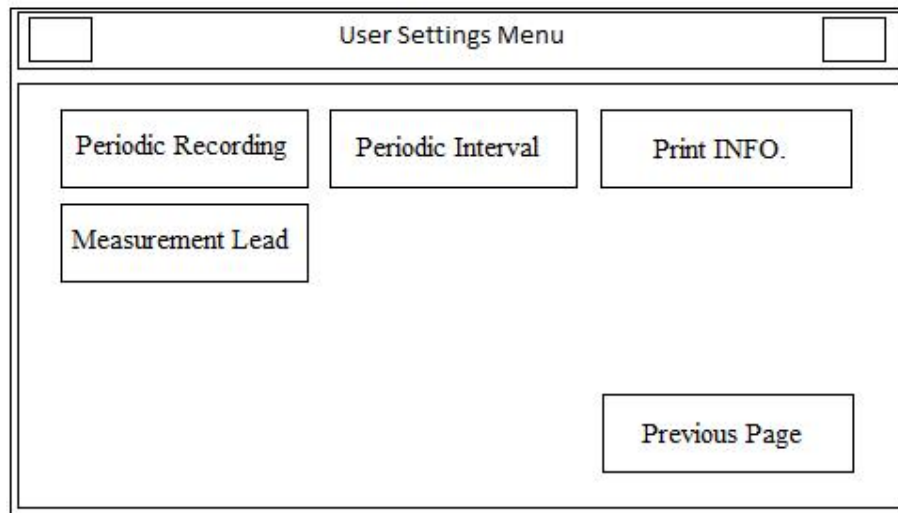 User Settings Menu
Periodic Recording
Periodic Interval
Print INFO.
Measurement Lead
Previous Page